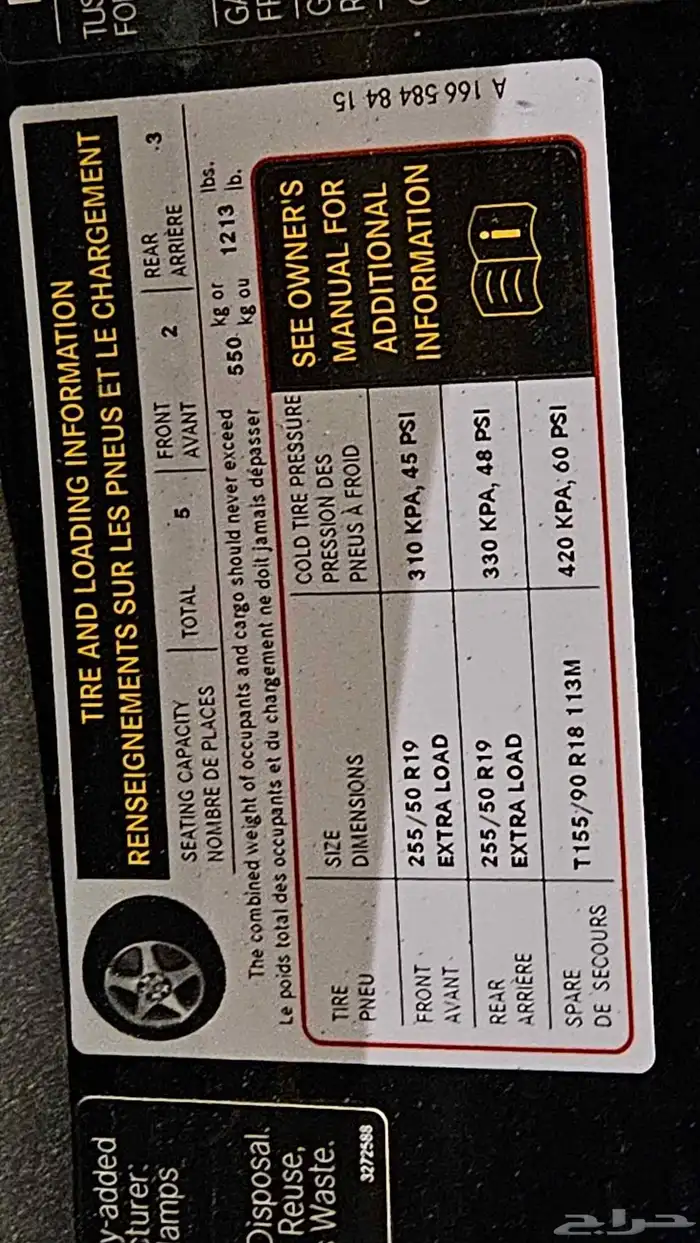 TIRE AND LOADING INFORMATION
RENSEIGNEMENTS SUR LES PNEUS ET LE CHARGEMENT
SEATING CAPACITY | TOTAL 5 | FRONT 2 | REAR 3
NOMBRE DE PLACES | AVANT | ARRIÈRE
The combined weight of occupants and cargo should never exceed 550 kg or 1213 lbs.
Le poids total des occupants et du chargement ne doit jamais dépasser kg ou lb.
TIRE SIZE COLD TIRE PRESSURE
PNEU DIMENSIONS PRESSION DES
PNEUS À FROID
FRONT 255/50 R19 310 KPA, 45 PSI
AVANT EXTRA LOAD
REAR 255/50 R19 330 KPA, 48 PSI
ARRIÈRE EXTRA LOAD
SPARE T155/90 R18 113M 420 KPA, 60 PSI
DE SECOURS
SEE OWNER'S
MANUAL FOR
ADDITIONAL
INFORMATION
A 166 584 84 15
y-added
cturer:
lamps
Disposal.
Reuse,
Waste.
3272588
TUS
FO
حراج